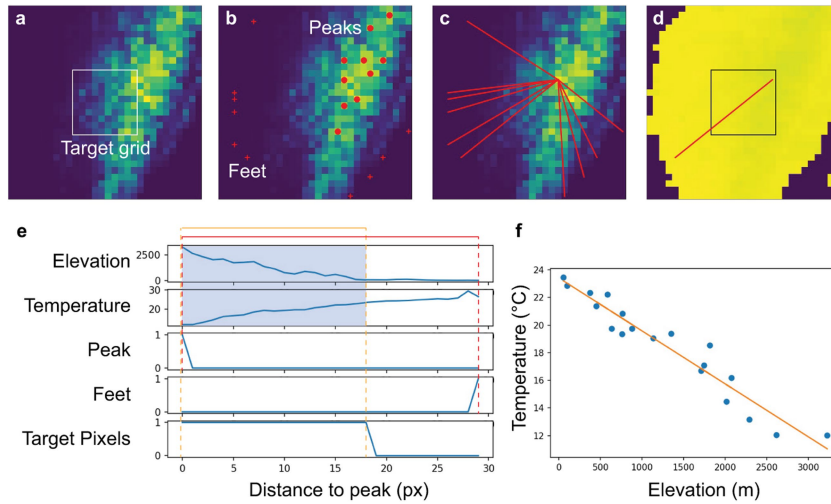 a
b
c
d
Peaks
Target grid
Feet
e
f
Elevation
2500
0
Temperature
30
20
Peak
1
0
Feet
1
0
Target Pixels
1
0
0 5 10 15 20 25 30
Distance to peak (px)
Temperature (°C)
24
22
20
18
16
14
12
0 500 1000 1500 2000 2500 3000
Elevation (m)